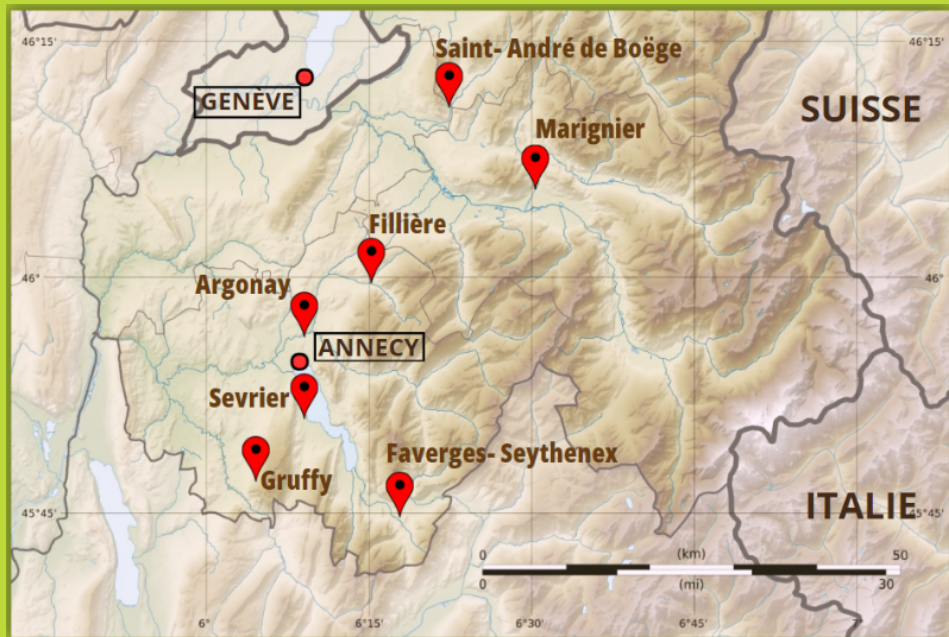 46°15'
Saint- André de Boëge
46°15'
GENÈVE
SUISSE
Marignier
Fillière
46°
46°
Argonay
ANNECY
Sevrier
Faverges- Seythenex
Gruffy
45°45'
ITALIE
45°45'
0 (km) 50
0 (mi) 30
6° 6°15' 6°30' 6°45' 7°